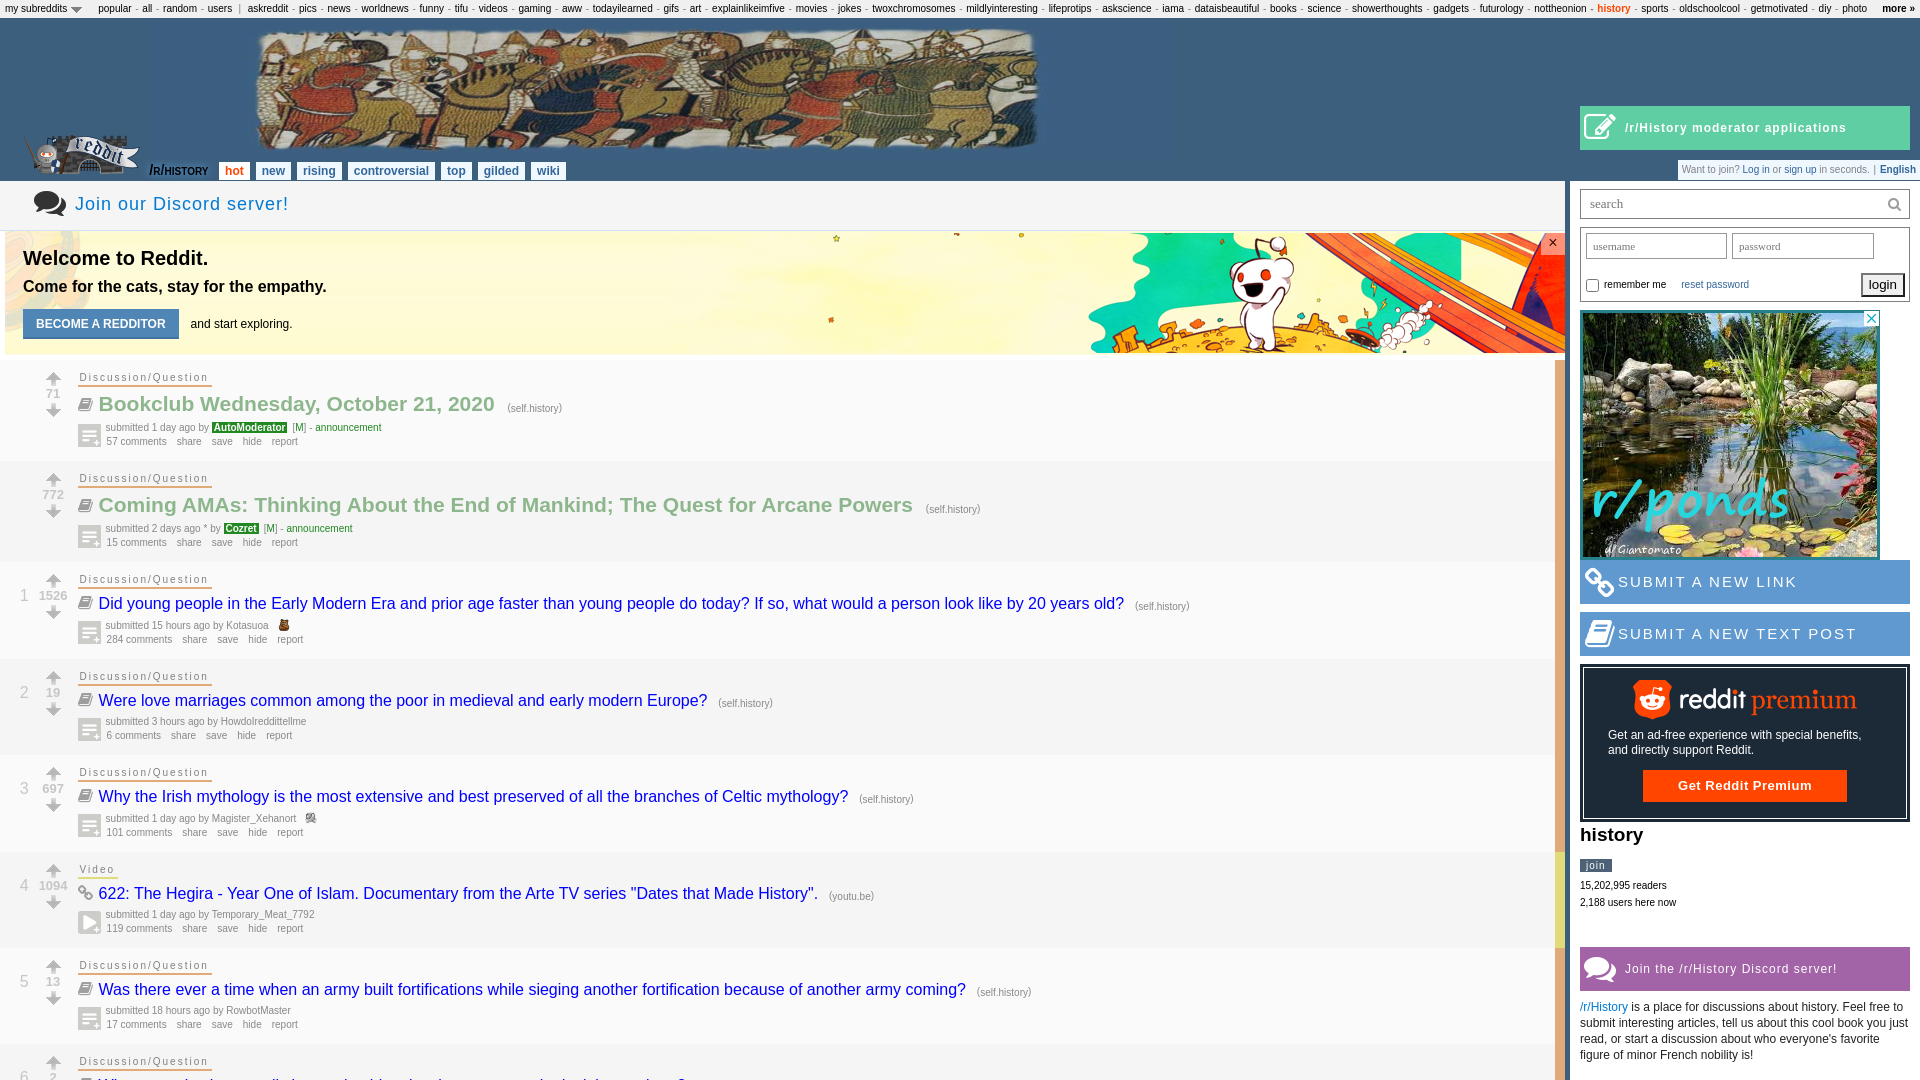 my subreddits
popular - all - random - users | askreddit - pics - news - worldnews - funny - tifu - videos - gaming - aww - todayilearned - gifs - art - explainlikeimfive - movies - jokes - twoxchromosomes - mildlyinteresting - lifeprotips - askscience - iama - dataisbeautiful - books - science - showerthoughts - gadgets - futurology - nottheonion - history - sports - oldschoolcool - getmotivated - diy - photo
more »
/r/History moderator applications
reddit
/R/HISTORY
hot new rising controversial top gilded wiki
Want to join? Log in or sign up in seconds. | English
Join our Discord server!
Welcome to Reddit.
Come for the cats, stay for the empathy.
BECOME A REDDITOR and start exploring.
×
Discussion/Question
71
Bookclub Wednesday, October 21, 2020 (self.history)
submitted 1 day ago by AutoModerator [M] - announcement
57 comments share save hide report
Discussion/Question
772
Coming AMAs: Thinking About the End of Mankind; The Quest for Arcane Powers (self.history)
submitted 2 days ago * by Cozret [M] - announcement
15 comments share save hide report
Discussion/Question
1 1526
Did young people in the Early Modern Era and prior age faster than young people do today? If so, what would a person look like by 20 years old? (self.history)
submitted 15 hours ago by Kotasuoa
284 comments share save hide report
Discussion/Question
2 19
Were love marriages common among the poor in medieval and early modern Europe? (self.history)
submitted 3 hours ago by HowdoIreddittellme
6 comments share save hide report
Discussion/Question
3 697
Why the Irish mythology is the most extensive and best preserved of all the branches of Celtic mythology? (self.history)
submitted 1 day ago by Magister_Xehanort
101 comments share save hide report
Video
4 1094
622: The Hegira - Year One of Islam. Documentary from the Arte TV series "Dates that Made History". (youtu.be)
submitted 1 day ago by Temporary_Meat_7792
119 comments share save hide report
Discussion/Question
5 13
Was there ever a time when an army built fortifications while sieging another fortification because of another army coming? (self.history)
submitted 18 hours ago by RowbotMaster
17 comments share save hide report
Discussion/Question
6 2
search
username password
remember me reset password login
r/ponds
u/Giantomato
SUBMIT A NEW LINK
SUBMIT A NEW TEXT POST
reddit premium
Get an ad-free experience with special benefits,
and directly support Reddit.
Get Reddit Premium
history
join
15,202,995 readers
2,188 users here now
Join the /r/History Discord server!
/r/History is a place for discussions about history. Feel free to
submit interesting articles, tell us about this cool book you just
read, or start a discussion about who everyone's favorite
figure of minor French nobility is!